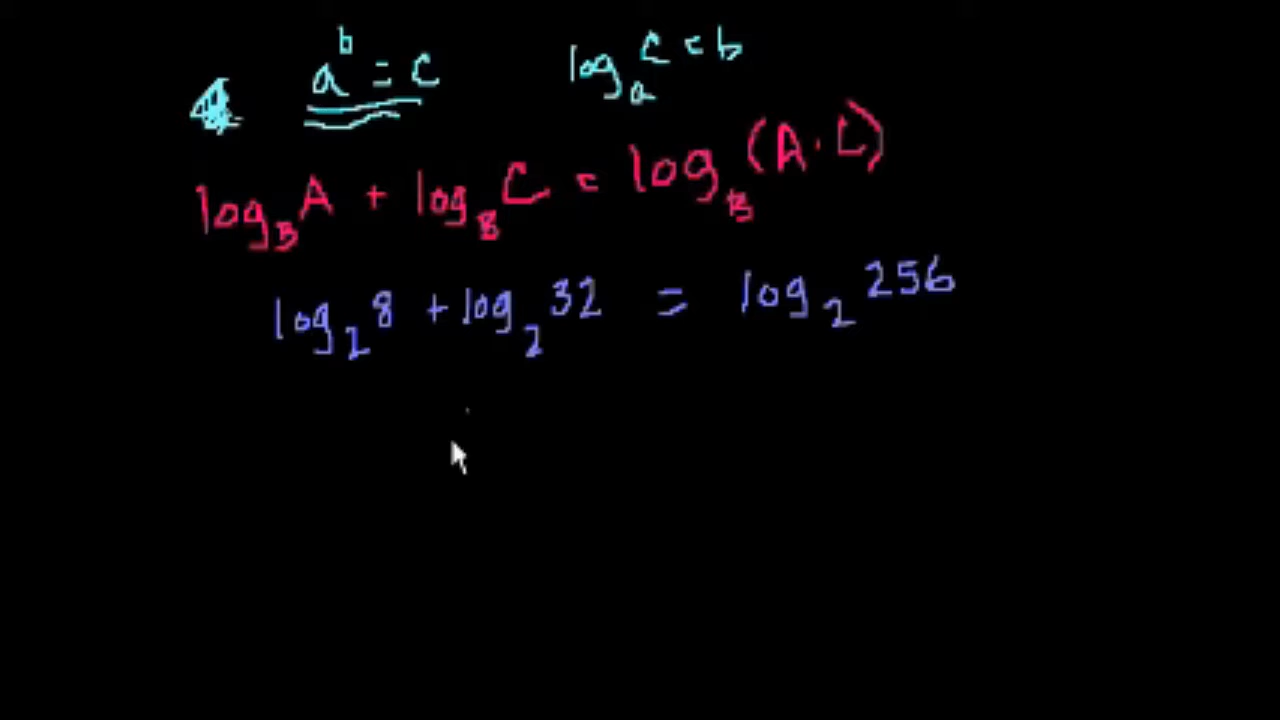 a^b = c log_a c = b
log_B A + log_B C = log_B (A · C)
log_2 8 + log_2 32 = log_2 256